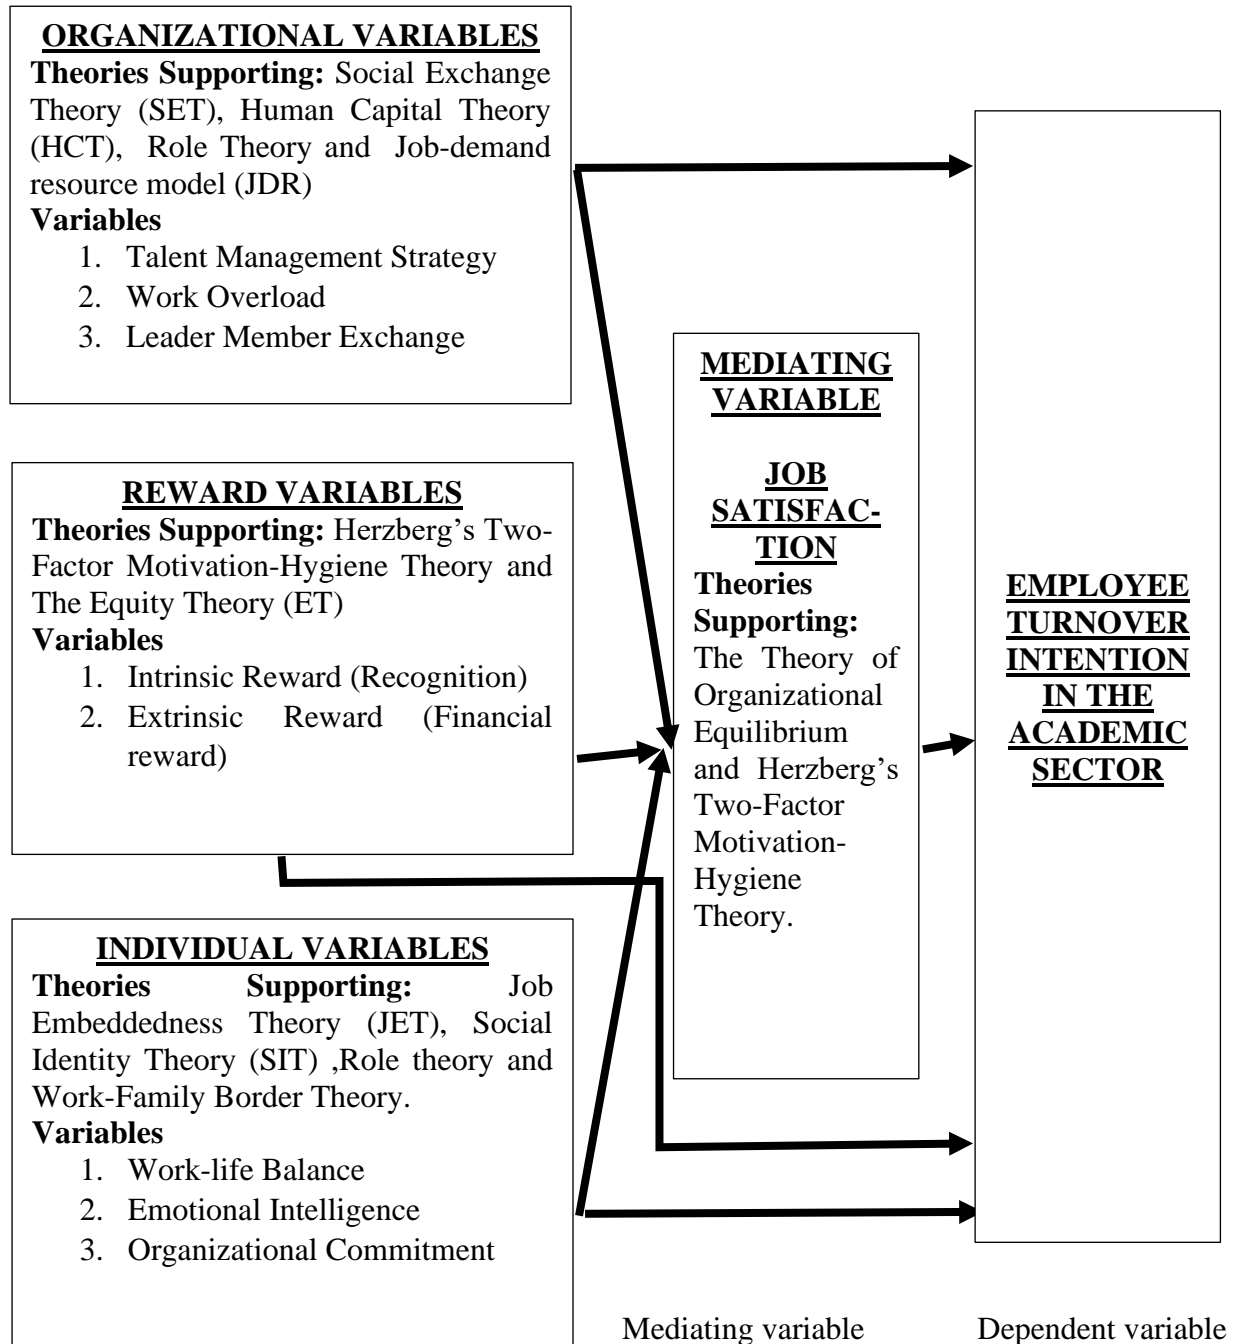 ORGANIZATIONAL VARIABLES
Theories Supporting: Social Exchange
Theory (SET), Human Capital Theory
(HCT), Role Theory and Job-demand
resource model (JDR)
Variables
1. Talent Management Strategy
2. Work Overload
3. Leader Member Exchange
REWARD VARIABLES
Theories Supporting: Herzberg’s Two-
Factor Motivation-Hygiene Theory and
The Equity Theory (ET)
Variables
1. Intrinsic Reward (Recognition)
2. Extrinsic Reward (Financial
reward)
INDIVIDUAL VARIABLES
Theories Supporting: Job
Embeddedness Theory (JET), Social
Identity Theory (SIT) ,Role theory and
Work-Family Border Theory.
Variables
1. Work-life Balance
2. Emotional Intelligence
3. Organizational Commitment
MEDIATING
VARIABLE
JOB
SATISFAC-
TION
Theories
Supporting:
The Theory of
Organizational
Equilibrium
and Herzberg’s
Two-Factor
Motivation-
Hygiene
Theory.
EMPLOYEE
TURNOVER
INTENTION
IN THE
ACADEMIC
SECTOR
Mediating variable
Dependent variable